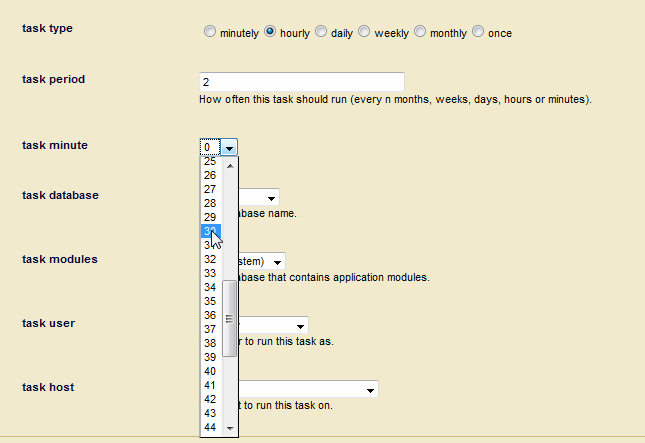 task type minutely hourly daily weekly monthly once
task period 2
How often this task should run (every n months, weeks, days, hours or minutes).
task minute 0
25
26
27
28
task database
29
abase name.
30
32
task modules stem)
33
abase that contains application modules.
34
35
36
task user
37
38
r to run this task as.
39
40
task host
41
42
t to run this task on.
43
44